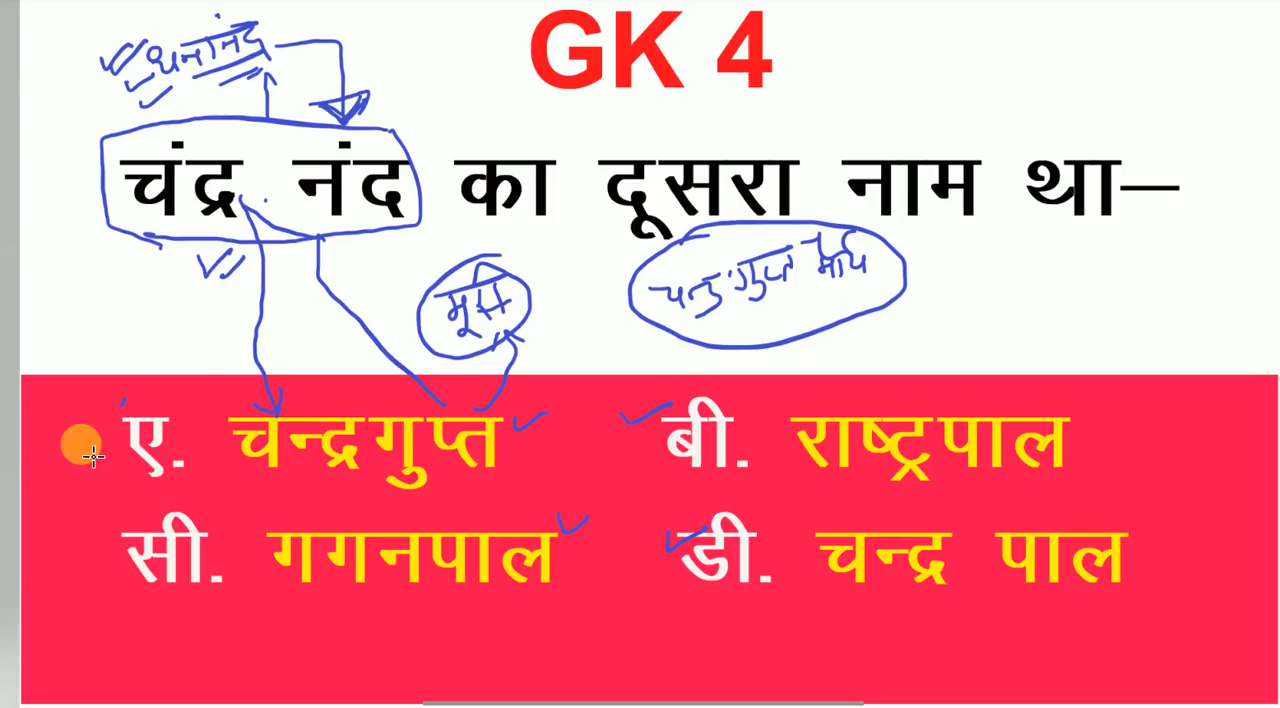 GK 4
धनानंद
चंद्र नंद का दूसरा नाम था–
चन्द्रगुप्त मौर्य
ए. चन्द्रगुप्त बी. राष्ट्रपाल
सी. गगनपाल डी. चन्द्र पाल